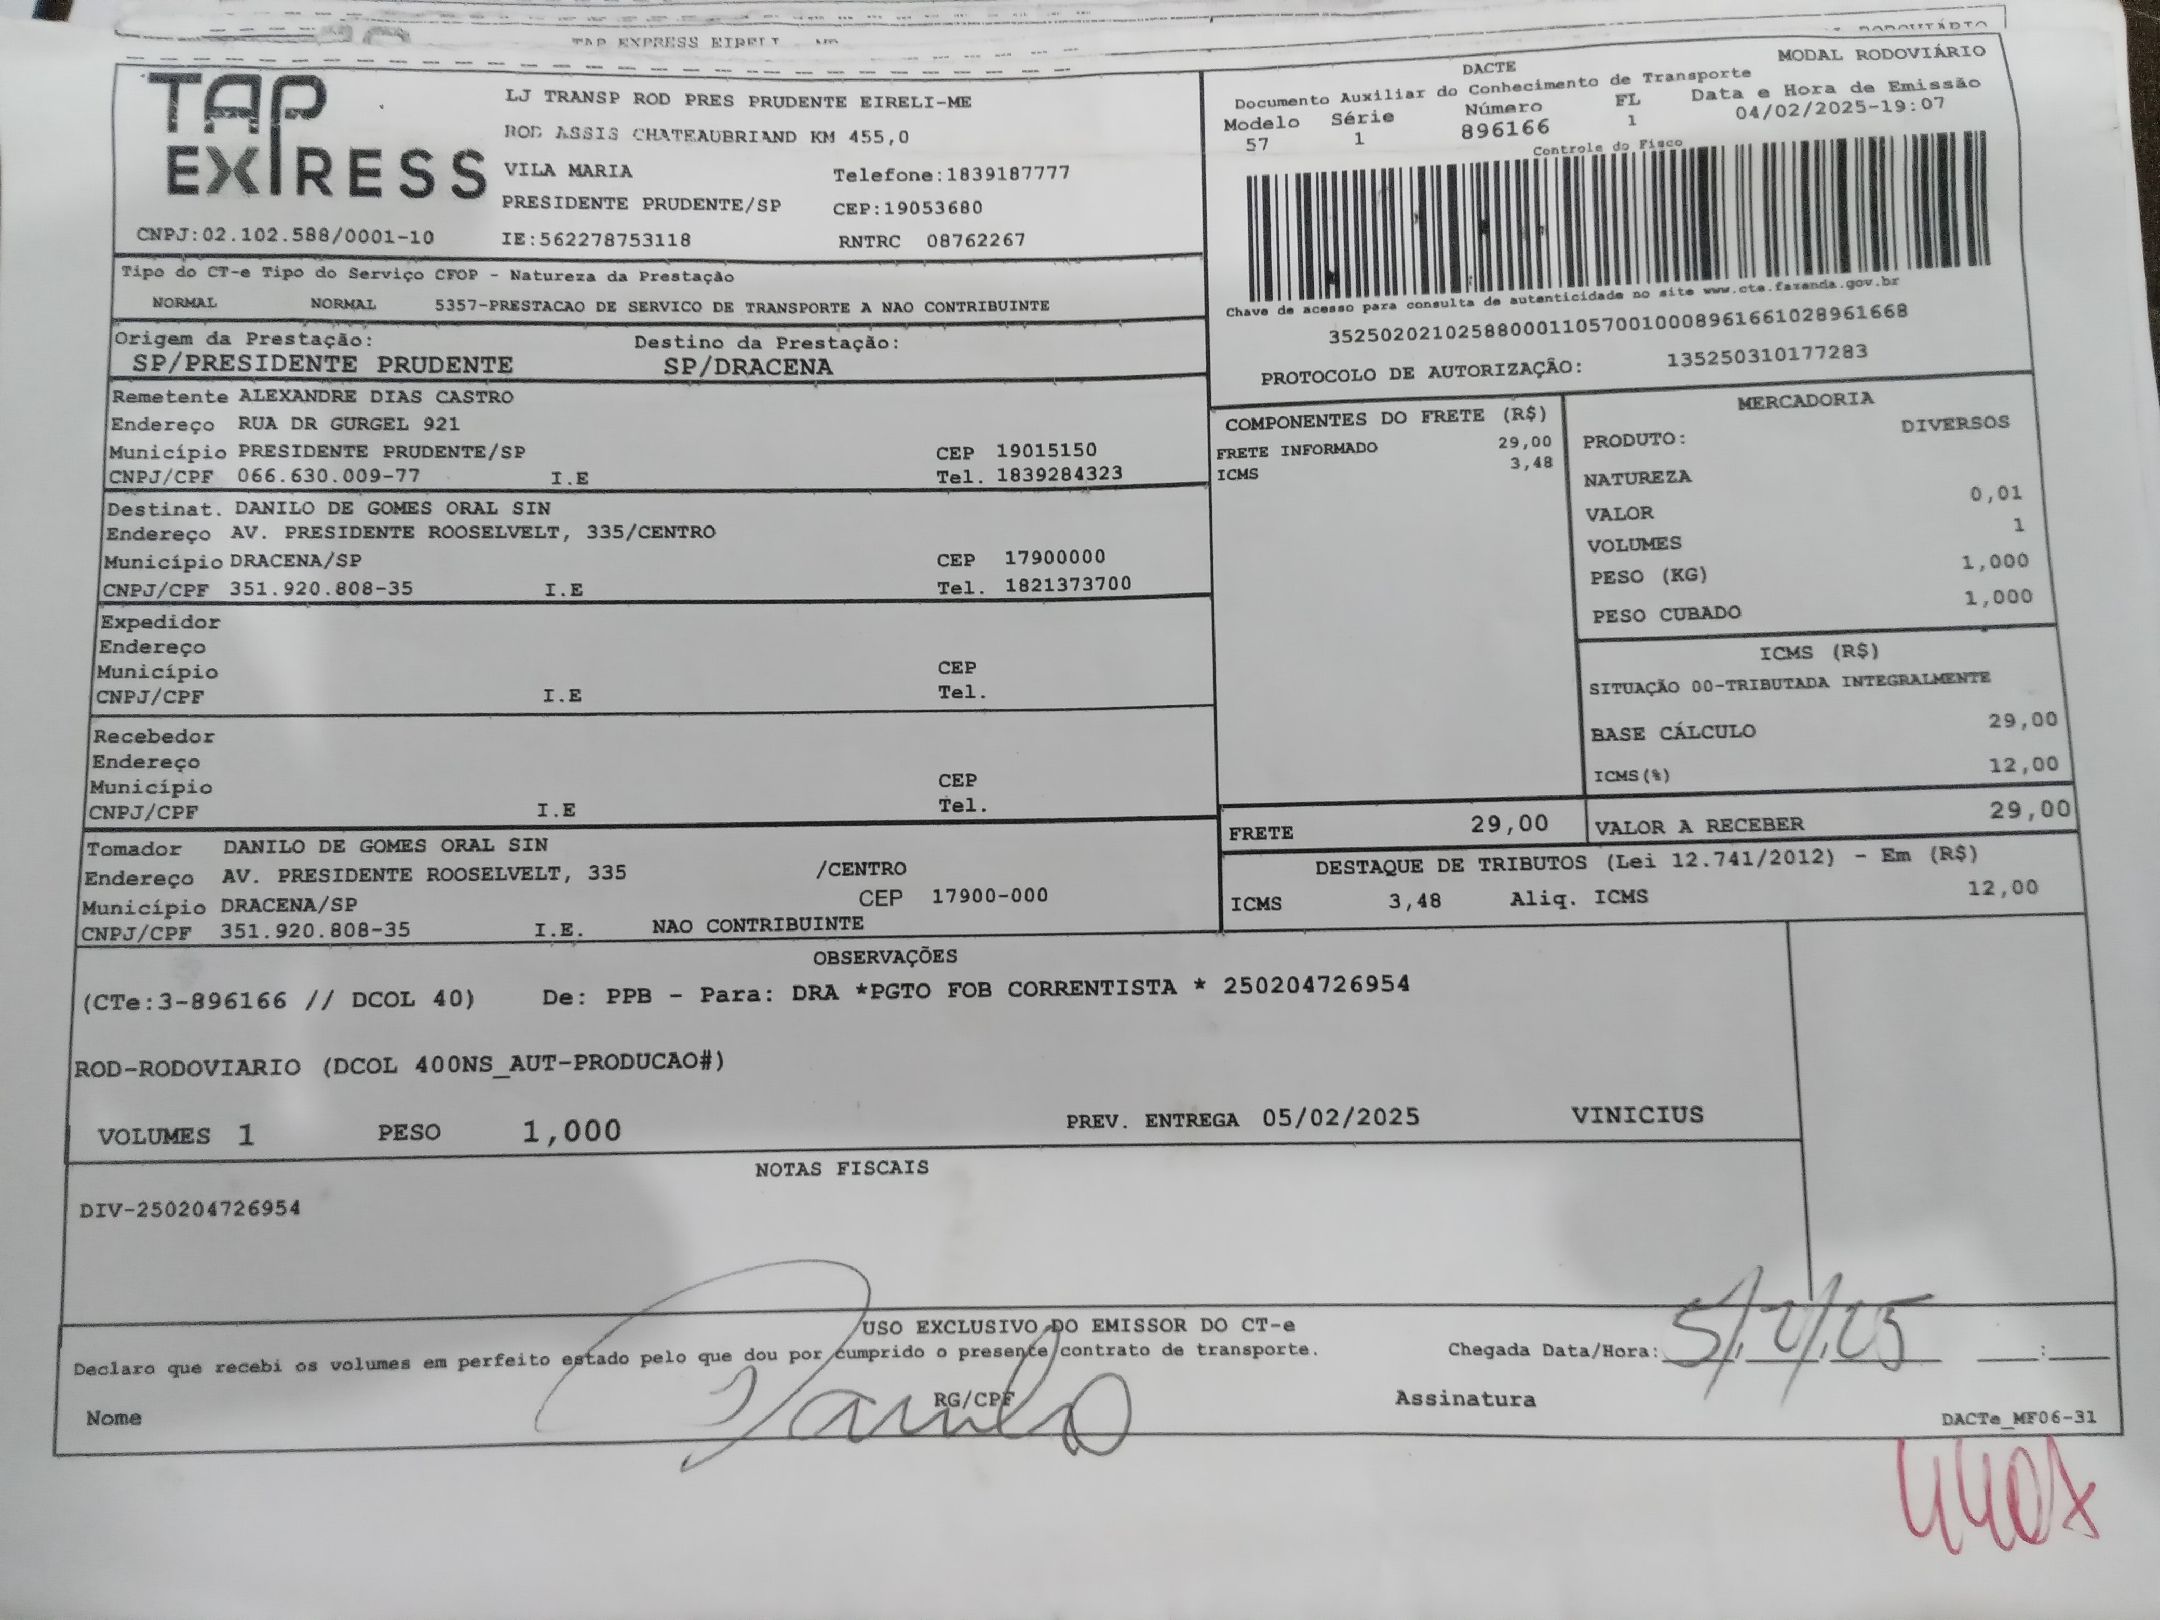 TAP EXPRESS EIRELI - ME
RODOVIÁRIO
TAP
EXPRESS
CNPJ:02.102.588/0001-10
LJ TRANSP ROD PRES PRUDENTE EIRELI-ME
ROD ASSIS CHATEAUBRIAND KM 455,0
VILA MARIA Telefone:1839187777
PRESIDENTE PRUDENTE/SP CEP:19053680
IE:562278753118 RNTRC 08762267
DACTE MODAL RODOVIÁRIO
Documento Auxiliar do Conhecimento de Transporte
Modelo Série Número FL Data e Hora de Emissão
57 1 896166 1 04/02/2025-19:07
Controle do Fisco
Chave de acesso para consulta de autenticidade no site www.cte.fazenda.gov.br
35250202102588000110570010008961661028961668
PROTOCOLO DE AUTORIZAÇÃO: 135250310177283
Tipo do CT-e Tipo do Serviço CFOP - Natureza da Prestação
NORMAL NORMAL 5357-PRESTACAO DE SERVICO DE TRANSPORTE A NAO CONTRIBUINTE
Origem da Prestação: Destino da Prestação:
SP/PRESIDENTE PRUDENTE SP/DRACENA
Remetente ALEXANDRE DIAS CASTRO
Endereço RUA DR GURGEL 921
Município PRESIDENTE PRUDENTE/SP CEP 19015150
CNPJ/CPF 066.630.009-77 I.E Tel. 1839284323
Destinat. DANILO DE GOMES ORAL SIN
Endereço AV. PRESIDENTE ROOSELVELT, 335/CENTRO
Município DRACENA/SP CEP 17900000
CNPJ/CPF 351.920.808-35 I.E Tel. 1821373700
Expedidor
Endereço
Município CEP
CNPJ/CPF I.E Tel.
Recebedor
Endereço
Município CEP
CNPJ/CPF I.E Tel.
Tomador DANILO DE GOMES ORAL SIN
Endereço AV. PRESIDENTE ROOSELVELT, 335 /CENTRO
Município DRACENA/SP CEP 17900-000
CNPJ/CPF 351.920.808-35 I.E. NAO CONTRIBUINTE
COMPONENTES DO FRETE (R$)
FRETE INFORMADO 29,00
ICMS 3,48
MERCADORIA
PRODUTO: DIVERSOS
NATUREZA
VALOR 0,01
VOLUMES 1
PESO (KG) 1,000
PESO CUBADO 1,000
ICMS (R$)
SITUAÇÃO 00-TRIBUTADA INTEGRALMENTE
BASE CÁLCULO 29,00
ICMS(%) 12,00
FRETE 29,00 VALOR A RECEBER 29,00
DESTAQUE DE TRIBUTOS (Lei 12.741/2012) - Em (R$)
ICMS 3,48 Aliq. ICMS 12,00
OBSERVAÇÕES
(CTe:3-896166 // DCOL 40) De: PPB - Para: DRA *PGTO FOB CORRENTISTA * 250204726954
ROD-RODOVIARIO (DCOL 400NS_AUT-PRODUCAO#)
VOLUMES 1 PESO 1,000 PREV. ENTREGA 05/02/2025 VINICIUS
NOTAS FISCAIS
DIV-250204726954
USO EXCLUSIVO DO EMISSOR DO CT-e
Declaro que recebi os volumes em perfeito estado pelo que dou por cumprido o presente contrato de transporte.
Chegada Data/Hora: 5/2/25 :
Nome RG/CPF Assinatura
DACTe_MF06-31